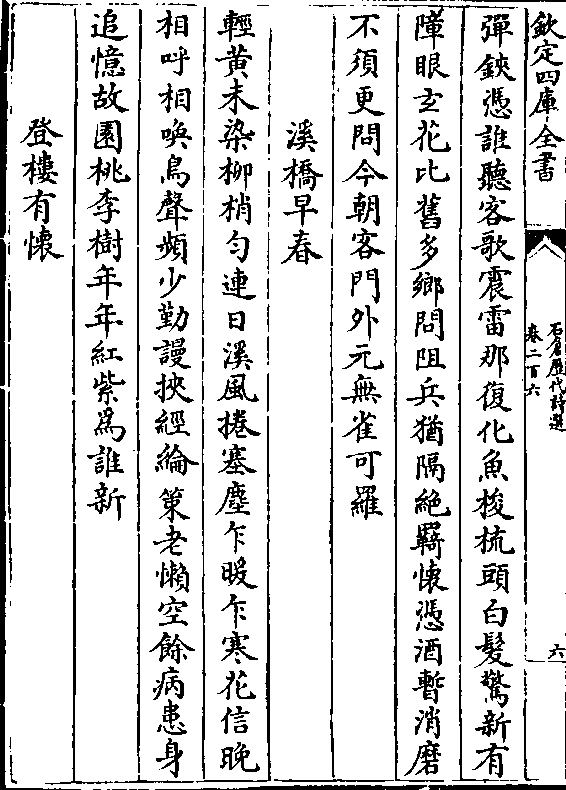 欽定四庫全書
石倉歷代詩選
卷二百六
六
彈鋏憑誰聽客歌震雷那復化魚梭梳頭白髮驚新有
障眼玄花比舊多鄉問阻兵猶隔絶羇懷憑酒暫消磨
不須更問今朝客門外元無雀可羅
溪橋早春
輕黄未染柳梢勻連日溪風捲塞塵乍暖乍寒花信晚
相呼相喚鳥聲頻少勤謾挾經綸策老懶空餘病患身
追憶故園桃李樹年年紅紫爲誰新
登樓有懷